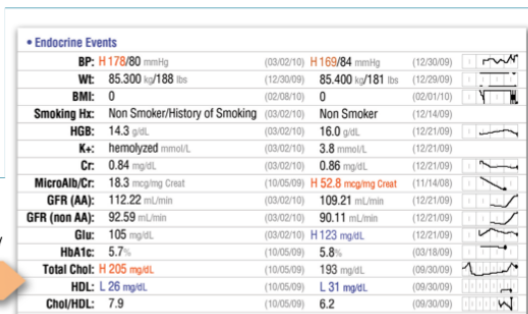 • Endocrine Events
BP: H 178/80 mmHg (03/02/10) H 169/84 mmHg (12/30/09)
Wt: 85.300 kg/188 lbs (12/30/09) 85.400 kg/181 lbs (12/29/09)
BMI: 0 (02/08/10) 0 (02/01/10)
Smoking Hx: Non Smoker/History of Smoking (03/02/10) Non Smoker (12/14/09)
HGB: 14.3 g/dL (03/02/10) 16.0 g/dL (12/21/09)
K+: hemolyzed mmol/L (03/02/10) 3.8 mmol/L (12/21/09)
Cr: 0.84 mg/dL (03/02/10) 0.86 mg/dL (12/21/09)
MicroAlb/Cr: 18.3 mcg/mg Creat (10/05/09) H 52.8 mcg/mg Creat (11/14/08)
GFR (AA): 112.22 mL/min (03/02/10) 109.21 mL/min (12/21/09)
GFR (non AA): 92.59 mL/min (03/02/10) 90.11 mL/min (12/21/09)
Glu: 105 mg/dL (03/02/10) H 123 mg/dL (12/21/09)
HbA1c: 5.7% (10/05/09) 5.8% (03/18/09)
Total Chol: H 205 mg/dL (10/05/09) 193 mg/dL (09/30/09)
HDL: L 26 mg/dL (10/05/09) L 31 mg/dL (09/30/09)
Chol/HDL: 7.9 (10/05/09) 6.2 (09/30/09)